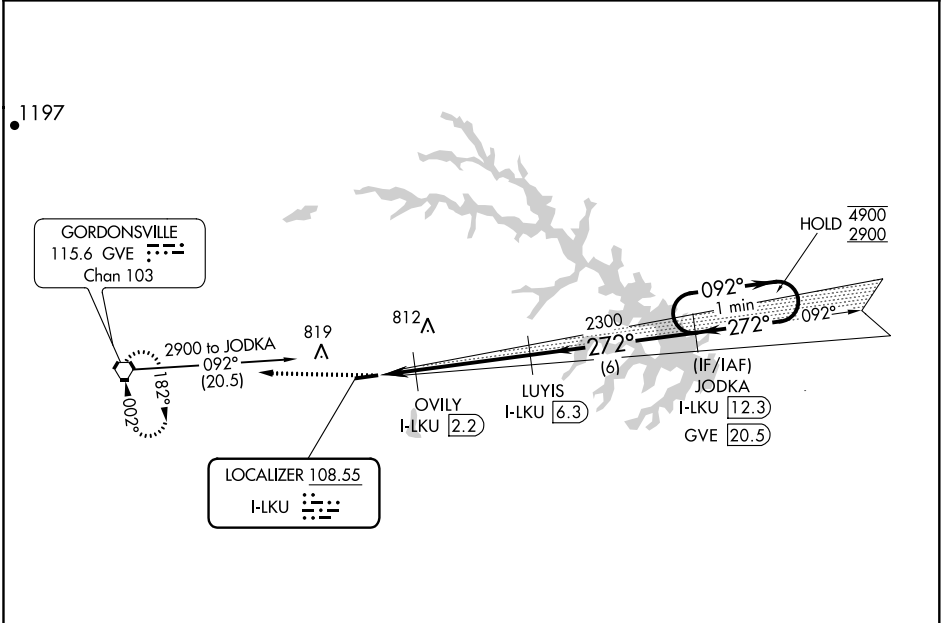 1197
GORDONSVILLE
115.6 GVE
Chan 103
HOLD 4900
2900
092°
1 min
272°
092°
819
812
2300
272°
(6)
2900 to JODKA
092°
(20.5)
182°
002°
(IF/IAF)
JODKA
I-LKU 12.3
GVE 20.5
LUYIS
I-LKU 6.3
OVILY
I-LKU 2.2
LOCALIZER 108.55
I-LKU